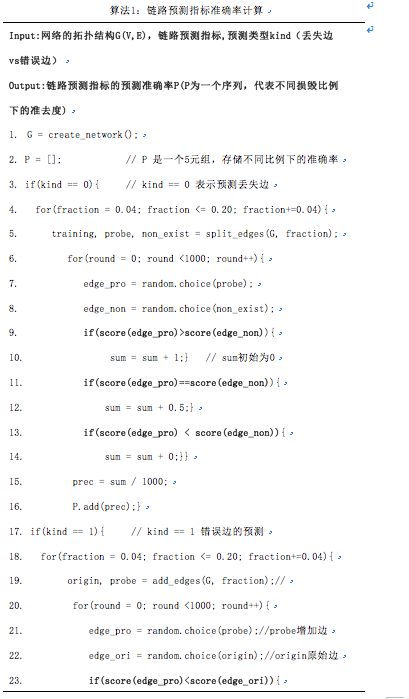 算法1：链路预测指标准确率计算
Input:网络的拓扑结构G(V,E)，链路预测指标,预测类型kind（丢失边
vs错误边）
Output:链路预测指标的预测准确率P(P为一个序列，代表不同损毁比例
下的准去度）
1. G = create_network();
2. P = []; // P 是一个5元组，存储不同比例下的准确率
3. if(kind == 0){ // kind == 0 表示预测丢失边
4. for(fraction = 0.04; fraction <= 0.20; fraction+=0.04){
5. training, probe, non_exist = split_edges(G, fraction);
6. for(round = 0; round <1000; round++){
7. edge_pro = random.choice(probe);
8. edge_non = random.choice(non_exist);
9. if(score(edge_pro)>score(edge_non)){
10. sum = sum + 1;} // sum初始为0
11. if(score(edge_pro)==score(edge_non)){
12. sum = sum + 0.5;}
13. if(score(edge_pro) < score(edge_non)){
14. sum = sum + 0;}}
15. prec = sum / 1000;
16. P.add(prec);}
17. if(kind == 1){ // kind == 1 错误边的预测
18. for(fraction = 0.04; fraction <= 0.20; fraction+=0.04){
19. origin, probe = add_edges(G, fraction);//
20. for(round = 0; round <1000; round++){
21. edge_pro = random.choice(probe);//probe增加边
22. edge_ori = random.choice(origin);//origin原始边
23. if(score(edge_pro)<score(edge_ori)){